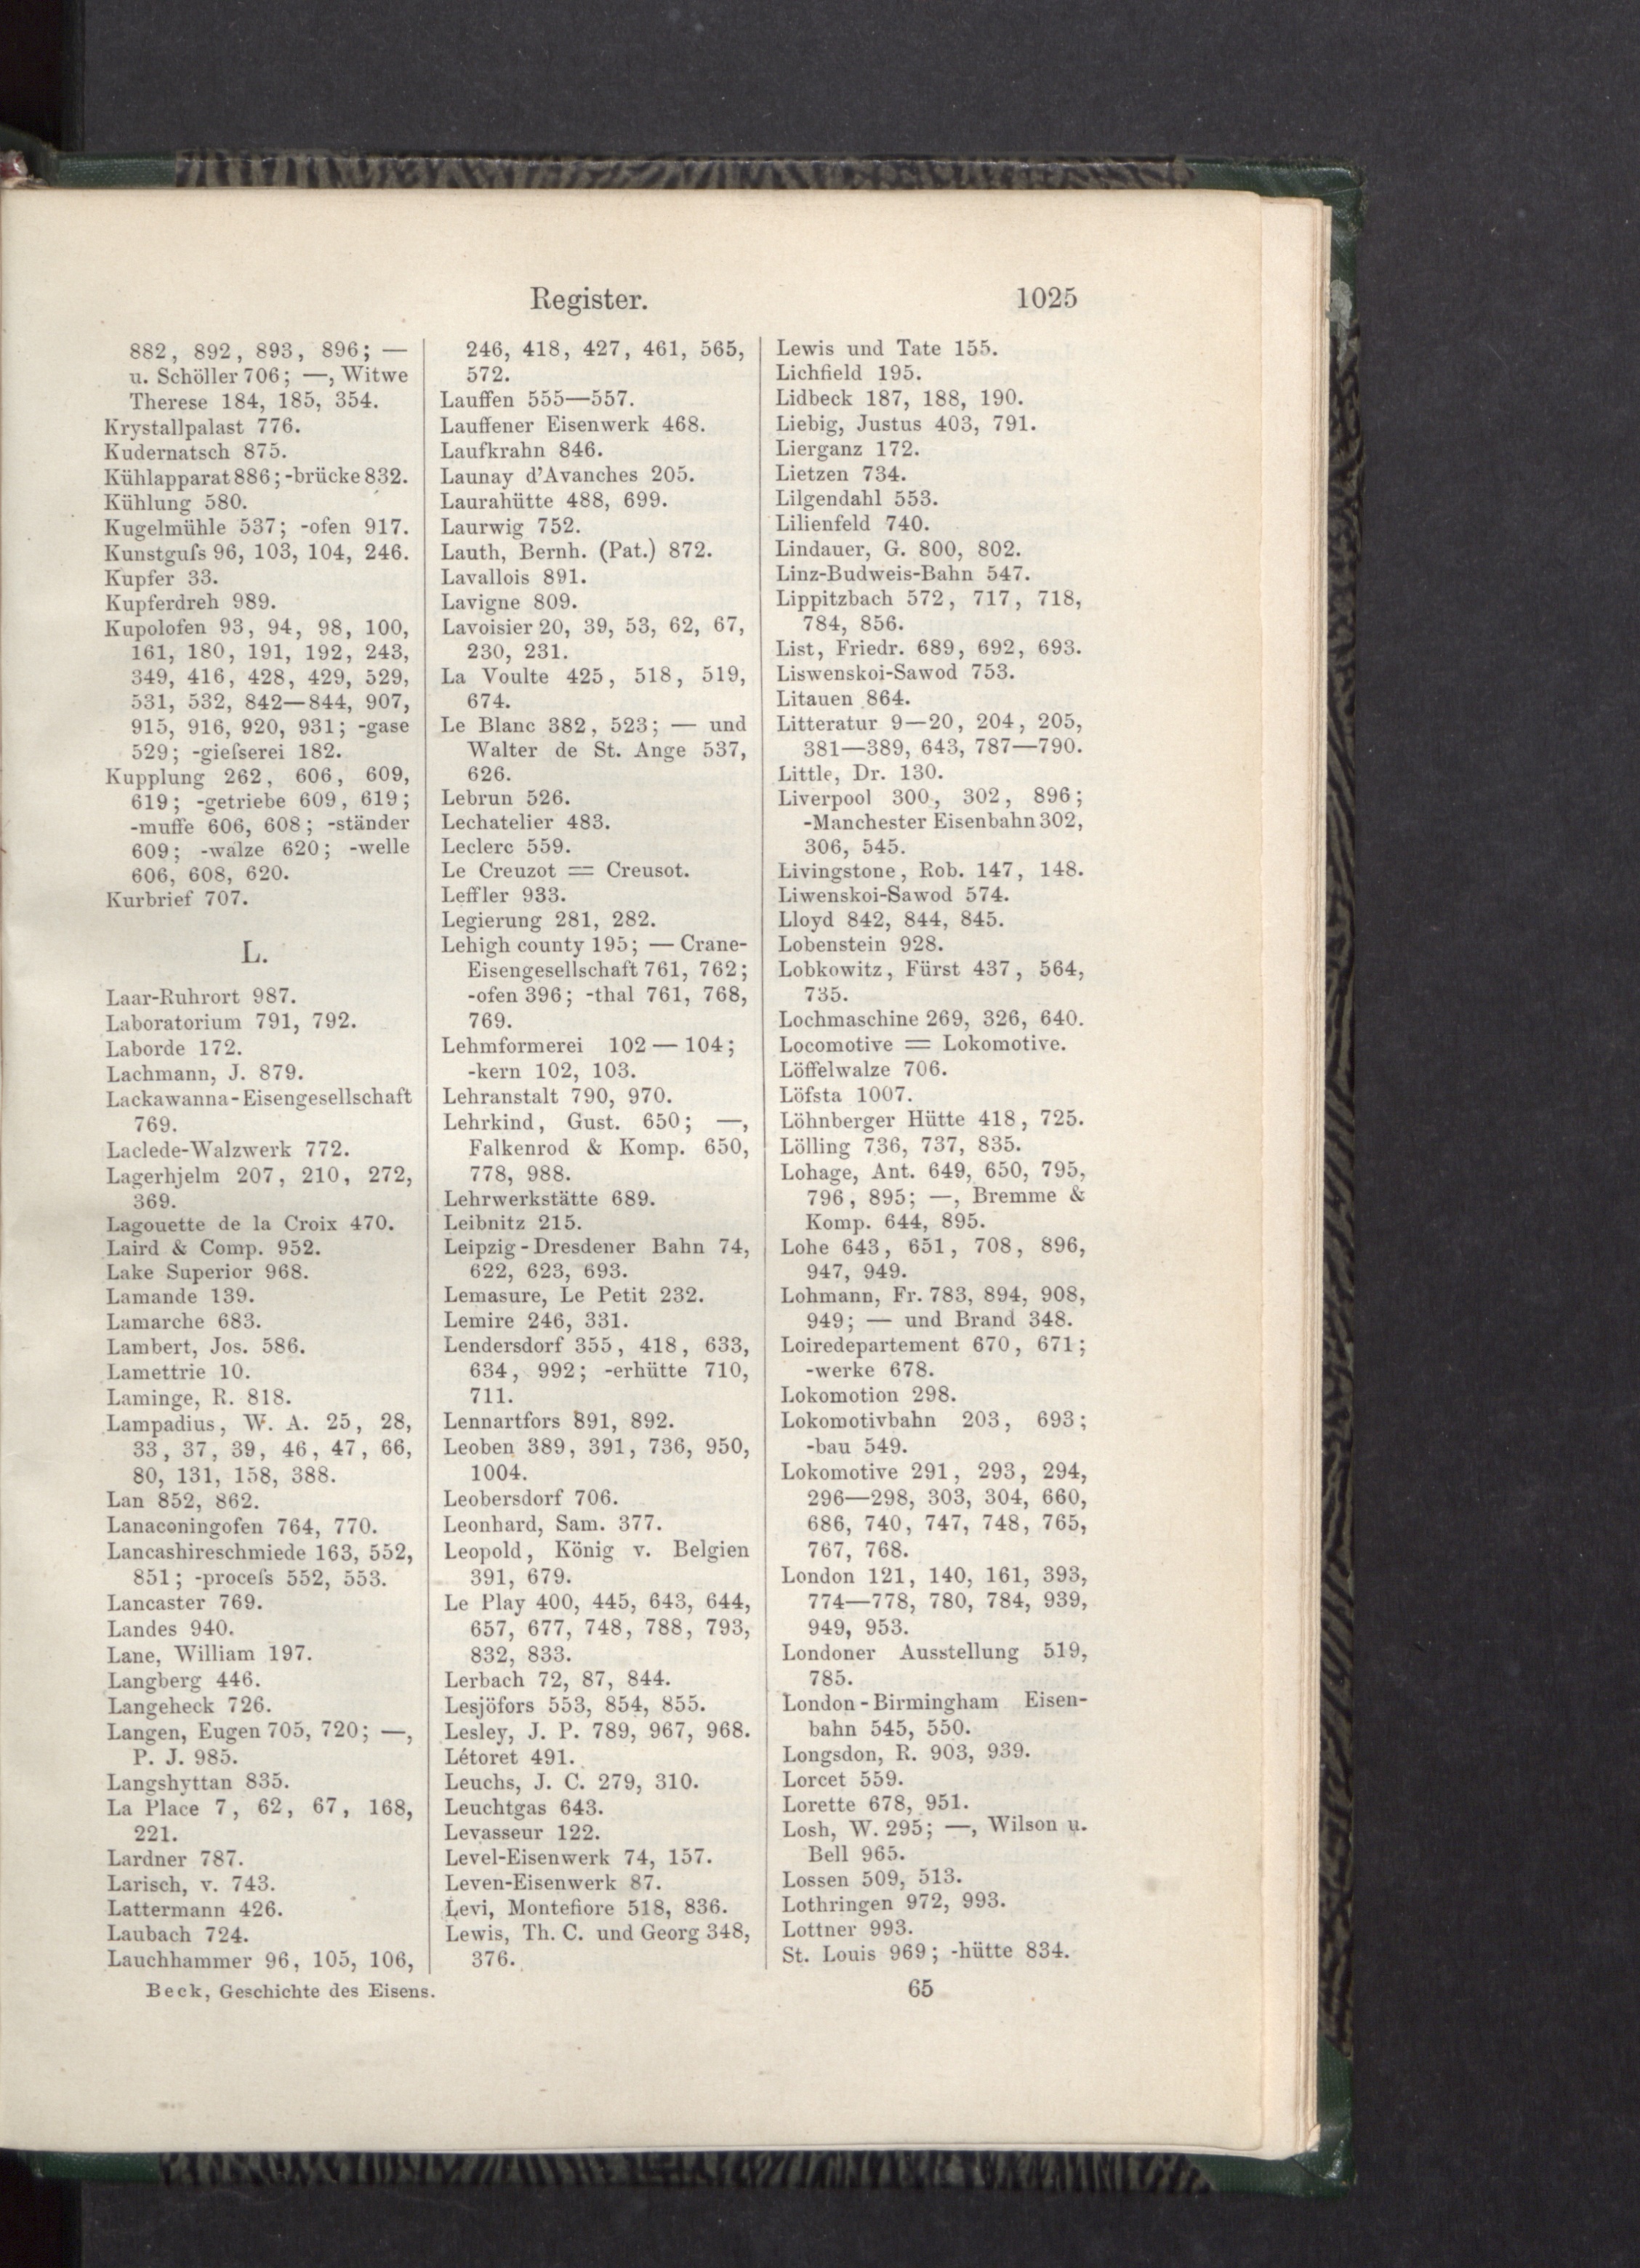 Register.
1025
882, 892, 893, 896; —
u. Schöller 706; —, Witwe
Therese 184, 185, 354.
Krystallpalast 776.
Kudernatsch 875.
Kühlapparat 886; -brücke 832.
Kühlung 580.
Kugelmühle 537; -ofen 917.
Kunstguſs 96, 103, 104, 246.
Kupfer 33.
Kupferdreh 989.
Kupolofen 93, 94, 98, 100,
161, 180, 191, 192, 243,
349, 416, 428, 429, 529,
531, 532, 842—844, 907,
915, 916, 920, 931; -gase
529; -gieſserei 182.
Kupplung 262, 606, 609,
619; -getriebe 609, 619;
-muffe 606, 608; -ständer
609; -walze 620; -welle
606, 608, 620.
Kurbrief 707.
L.
Laar-Ruhrort 987.
Laboratorium 791, 792.
Laborde 172.
Lachmann, J. 879.
Lackawanna-Eisengesellschaft
769.
Laclede-Walzwerk 772.
Lagerhjelm 207, 210, 272,
369.
Lagouette de la Croix 470.
Laird & Comp. 952.
Lake Superior 968.
Lamande 139.
Lamarche 683.
Lambert, Jos. 586.
Lamettrie 10.
Laminge, R. 818.
Lampadius, W. A. 25, 28,
33, 37, 39, 46, 47, 66,
80, 131, 158, 388.
Lan 852, 862.
Lanaconingofen 764, 770.
Lancashireschmiede 163, 552,
851; -proceſs 552, 553.
Lancaster 769.
Landes 940.
Lane, William 197.
Langberg 446.
Langeheck 726.
Langen, Eugen 705, 720; —,
P. J. 985.
Langshyttan 835.
La Place 7, 62, 67, 168,
221.
Lardner 787.
Larisch, v. 743.
Lattermann 426.
Laubach 724.
Lauchhammer 96, 105, 106,
246, 418, 427, 461, 565,
572.
Lauffen 555—557.
Lauffener Eisenwerk 468.
Laufkrahn 846.
Launay d'Avanches 205.
Laurahütte 488, 699.
Laurwig 752.
Lauth, Bernh. (Pat.) 872.
Lavallois 891.
Lavigne 809.
Lavoisier 20, 39, 53, 62, 67,
230, 231.
La Voulte 425, 518, 519,
674.
Le Blanc 382, 523; — und
Walter de St. Ange 537,
626.
Lebrun 526.
Lechatelier 483.
Leclerc 559.
Le Creuzot = Creusot.
Leffler 933.
Legierung 281, 282.
Lehigh county 195; — Crane-
Eisengesellschaft 761, 762;
-ofen 396; -thal 761, 768,
769.
Lehmformerei 102—104;
-kern 102, 103.
Lehranstalt 790, 970.
Lehrkind, Gust. 650; —,
Falkenrod & Komp. 650,
778, 988.
Lehrwerkstätte 689.
Leibnitz 215.
Leipzig-Dresdener Bahn 74,
622, 623, 693.
Lemasure, Le Petit 232.
Lemire 246, 331.
Lendersdorf 355, 418, 633,
634, 992; -erhütte 710,
711.
Lennartfors 891, 892.
Leoben 389, 391, 736, 950,
1004.
Leobersdorf 706.
Leonhard, Sam. 377.
Leopold, König v. Belgien
391, 679.
Le Play 400, 445, 643, 644,
657, 677, 748, 788, 793,
832, 833.
Lerbach 72, 87, 844.
Lesjöfors 553, 854, 855.
Lesley, J. P. 789, 967, 968.
Létoret 491.
Leuchs, J. C. 279, 310.
Leuchtgas 643.
Levasseur 122.
Level-Eisenwerk 74, 157.
Leven-Eisenwerk 87.
Levi, Montefiore 518, 836.
Lewis, Th. C. und Georg 348,
376.
Lewis und Tate 155.
Lichfield 195.
Lidbeck 187, 188, 190.
Liebig, Justus 403, 791.
Lierganz 172.
Lietzen 734.
Lilgendahl 553.
Lilienfeld 740.
Lindauer, G. 800, 802.
Linz-Budweis-Bahn 547.
Lippitzbach 572, 717, 718,
784, 856.
List, Friedr. 689, 692, 693.
Liswenskoi-Sawod 753.
Litauen 864.
Litteratur 9—20, 204, 205,
381—389, 643, 787—790.
Little, Dr. 130.
Liverpool 300, 302, 896;
-Manchester Eisenbahn 302,
306, 545.
Livingstone, Rob. 147, 148.
Liwenskoi-Sawod 574.
Lloyd 842, 844, 845.
Lobenstein 928.
Lobkowitz, Fürst 437, 564,
735.
Lochmaschine 269, 326, 640.
Locomotive = Lokomotive.
Löffelwalze 706.
Löfsta 1007.
Löhnberger Hütte 418, 725.
Lölling 736, 737, 835.
Lohage, Ant. 649, 650, 795,
796, 895; —, Bremme &
Komp. 644, 895.
Lohe 643, 651, 708, 896,
947, 949.
Lohmann, Fr. 783, 894, 908,
949; — und Brand 348.
Loiredepartement 670, 671;
-werke 678.
Lokomotion 298.
Lokomotivbahn 203, 693;
-bau 549.
Lokomotive 291, 293, 294,
296—298, 303, 304, 660,
686, 740, 747, 748, 765,
767, 768.
London 121, 140, 161, 393,
774—778, 780, 784, 939,
949, 953.
Londoner Ausstellung 519,
785.
London-Birmingham Eisen-
bahn 545, 550.
Longsdon, R. 903, 939.
Lorcet 559.
Lorette 678, 951.
Losh, W. 295; —, Wilson u.
Bell 965.
Lossen 509, 513.
Lothringen 972, 993.
Lottner 993.
St. Louis 969; -hütte 834.
Beck, Geschichte des Eisens.
65